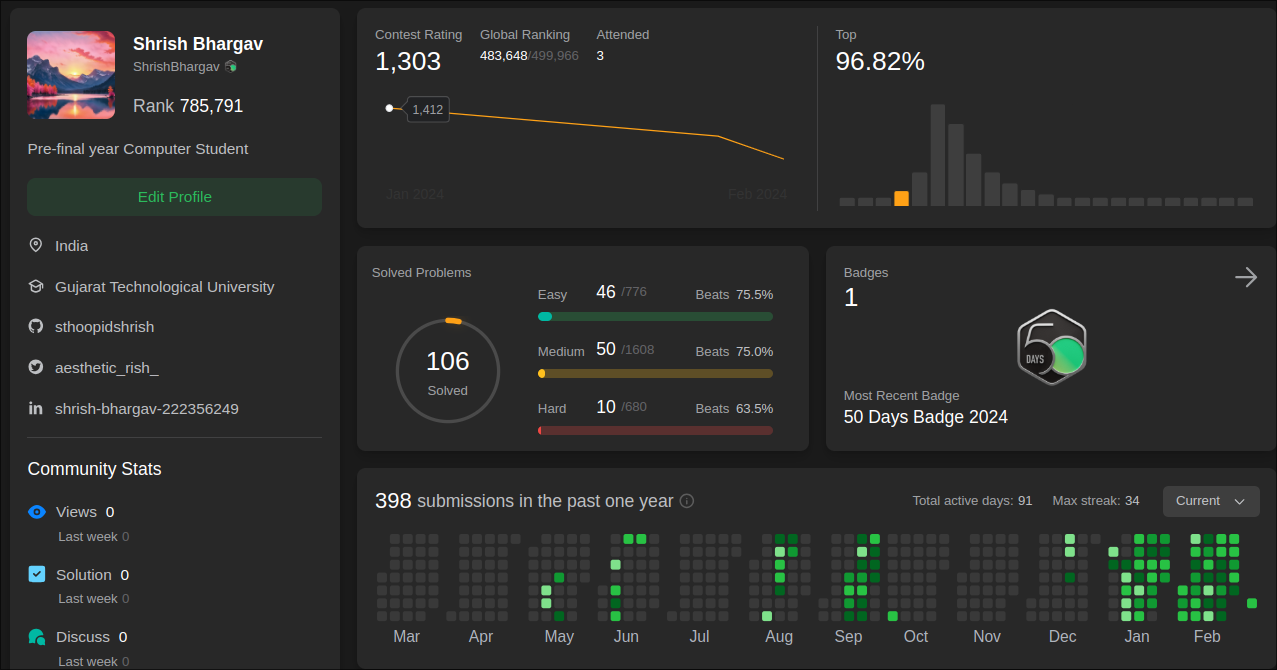 Shrish Bhargav
ShrishBhargav
Rank 785,791
Pre-final year Computer Student
Edit Profile
India
Gujarat Technological University
sthoopidshrish
aesthetic_rish_
shrish-bhargav-222356249
Community Stats
Views 0
Last week 0
Solution 0
Last week 0
Discuss 0
Last week 0
Contest Rating
1,303
Global Ranking
483,648/499,966
Attended
3
1,412
Jan 2024
Feb 2024
Top
96.82%
Solved Problems
106
Solved
Easy 46 /776 Beats 75.5%
Medium 50 /1608 Beats 75.0%
Hard 10 /680 Beats 63.5%
Badges
1
50
DAYS
Most Recent Badge
50 Days Badge 2024
398 submissions in the past one year
Total active days: 91 Max streak: 34
Current
Mar Apr May Jun Jul Aug Sep Oct Nov Dec Jan Feb